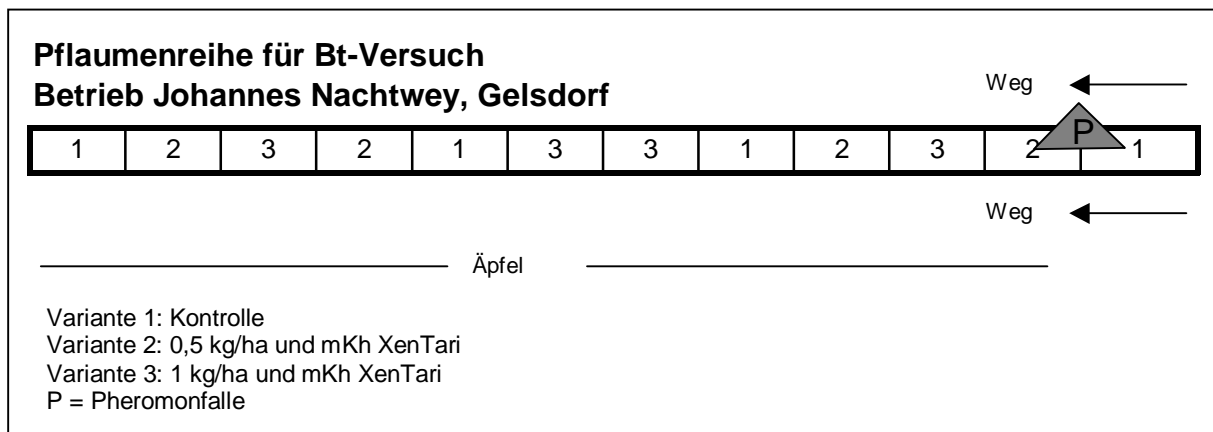 Pflaumenreihe für Bt-Versuch
Betrieb Johannes Nachtwey, Gelsdorf
Weg
P
1 2 3 2 1 3 3 1 2 3 2 1
Weg
Äpfel
Variante 1: Kontrolle
Variante 2: 0,5 kg/ha und mKh XenTari
Variante 3: 1 kg/ha und mKh XenTari
P = Pheromonfalle